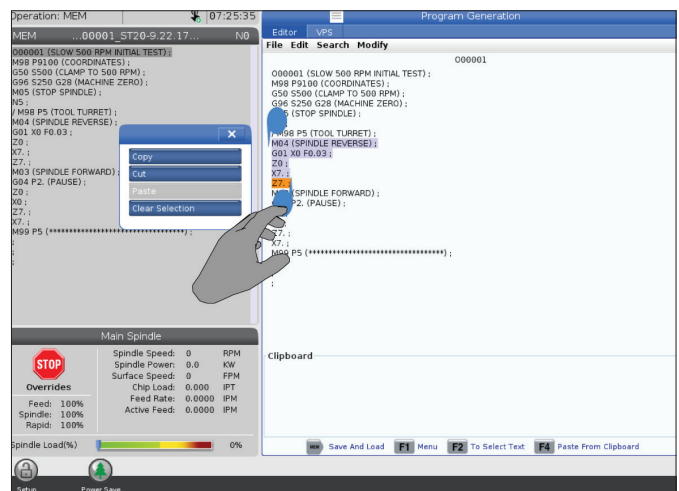 Operation: MEM
07:25:35
Program Generation
MEM ...00001_ST20-9.22.17... N0
O00001 (SLOW 500 RPM INITIAL TEST) ;
M98 P9100 (COORDINATES) ;
G50 S500 (CLAMP TO 500 RPM) ;
G96 S250 G28 (MACHINE ZERO) ;
M05 (STOP SPINDLE) ;
N5 ;
/ M98 P5 (TOOL TURRET) ;
M04 (SPINDLE REVERSE) ;
G01 X0 F0.03 ;
Z0 ;
X7. ;
Z7. ;
M03 (SPINDLE FORWARD) ;
G04 P2. (PAUSE) ;
Z0 ;
X0 ;
Z7. ;
X7. ;
M99 P5 (********************************) ;
;
;
;
Copy
Cut
Paste
Clear Selection
Editor VPS
File Edit Search Modify
O00001
O00001 (SLOW 500 RPM INITIAL TEST) ;
M98 P9100 (COORDINATES) ;
G50 S500 (CLAMP TO 500 RPM) ;
G96 S250 G28 (MACHINE ZERO) ;
(STOP SPINDLE) ;
;
M98 P5 (TOOL TURRET) ;
M04 (SPINDLE REVERSE) ;
G01 X0 F0.03 ;
Z0 ;
X7. ;
Z7. ;
(SPINDLE FORWARD) ;
P2. (PAUSE) ;
Z7. ;
X7. ;
M99 P5 (********************************) ;
;
;
Main Spindle
STOP
Overrides
Feed: 100%
Spindle: 100%
Rapid: 100%
Spindle Speed: 0 RPM
Spindle Power: 0.0 KW
Surface Speed: 0 FPM
Chip Load: 0.000 IPT
Feed Rate: 0.0000 IPM
Active Feed: 0.0000 IPM
Spindle Load(%) 0%
Clipboard
MEM Save And Load F1 Menu F2 To Select Text F4 Paste From Clipboard
Setup
Power Save